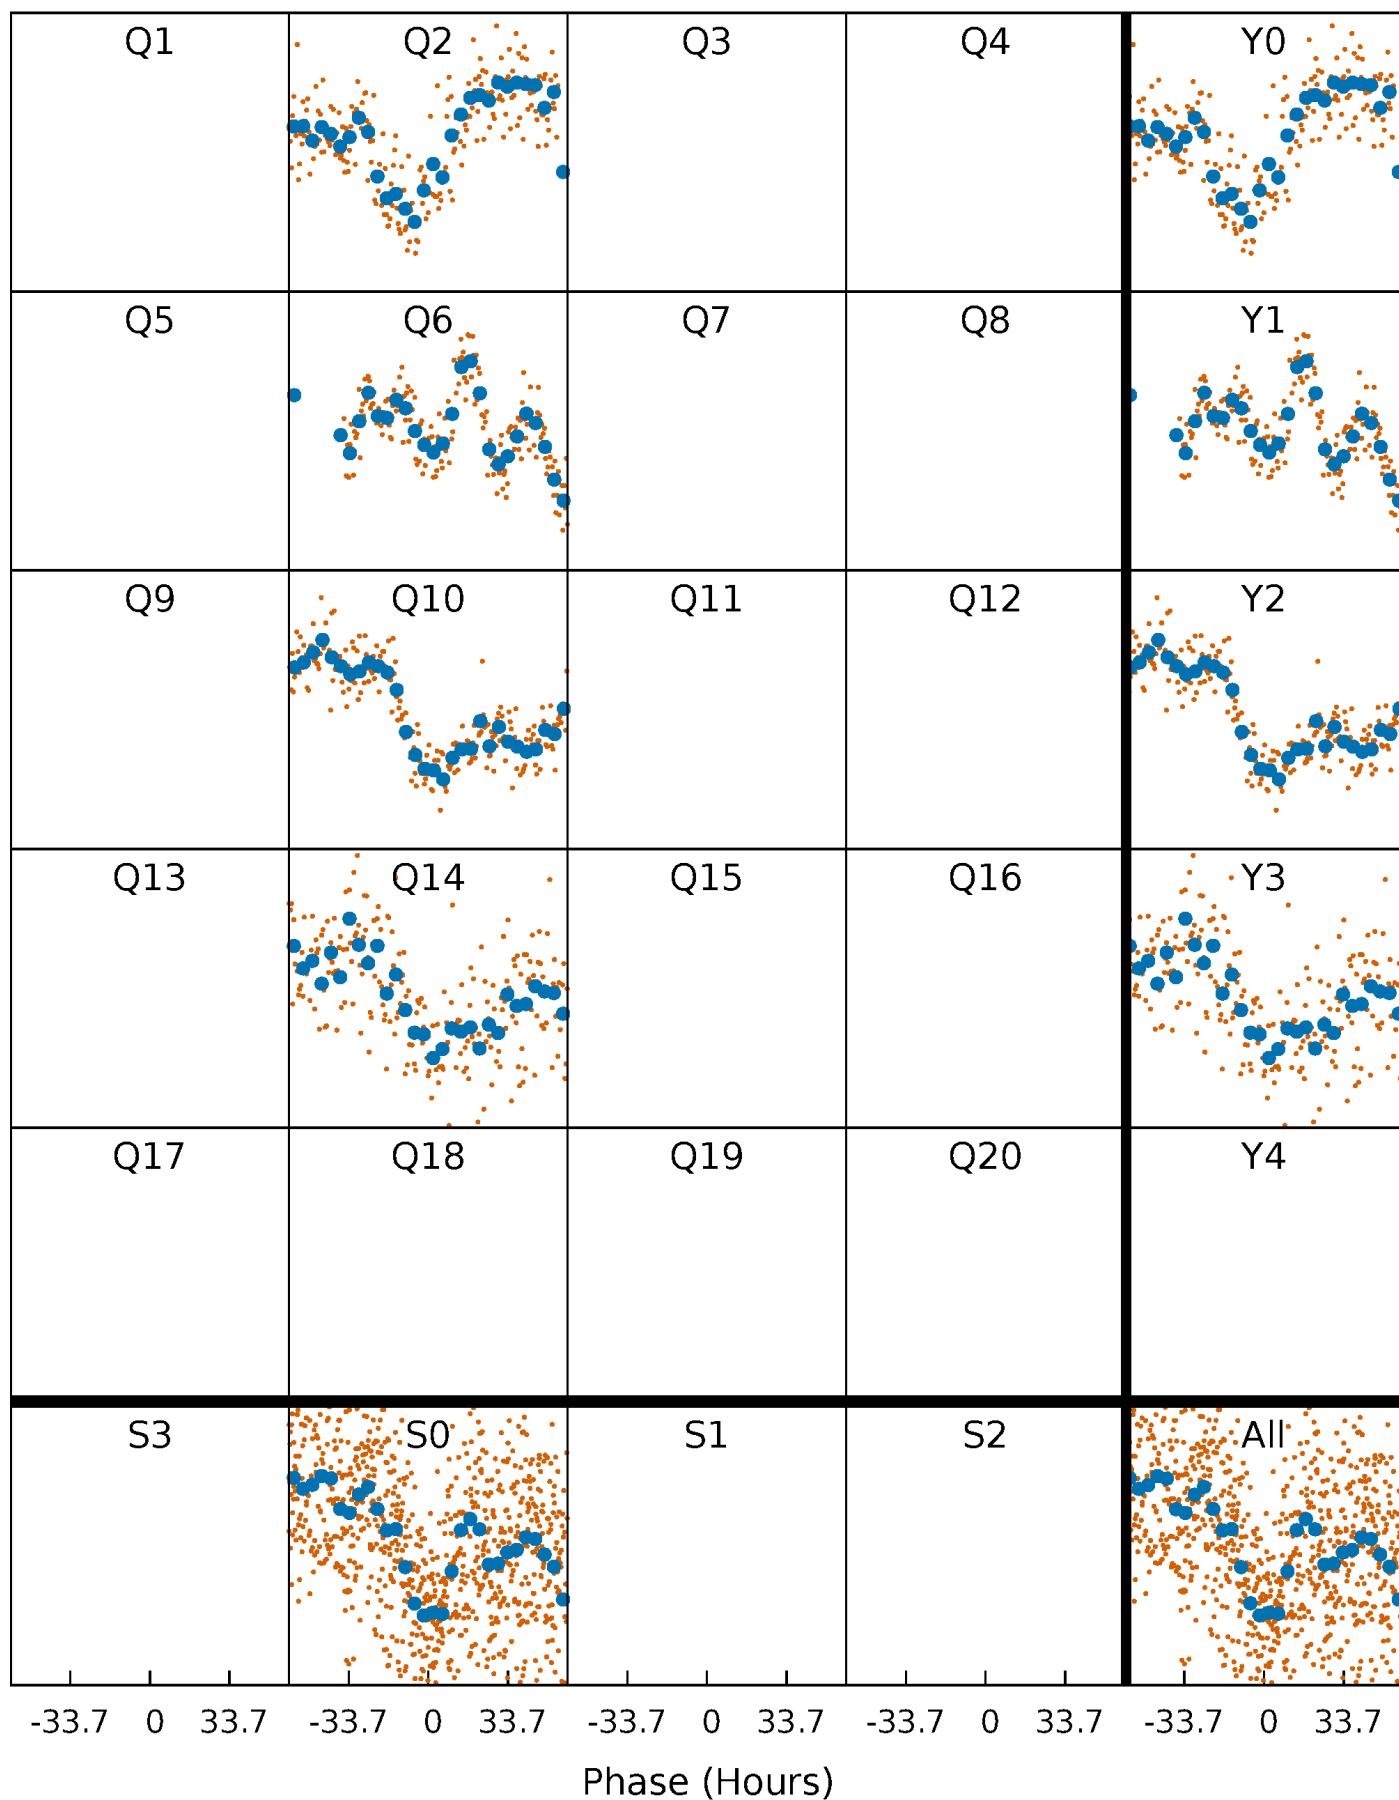 Q1 Q2 Q3 Q4 Y0
Q5 Q6 Q7 Q8 Y1
Q9 Q10 Q11 Q12 Y2
Q13 Q14 Q15 Q16 Y3
Q17 Q18 Q19 Q20 Y4
S3 S0 S1 S2 All
-33.7 0 33.7 -33.7 0 33.7 -33.7 0 33.7 -33.7 0 33.7 -33.7 0 33.7
Phase (Hours)